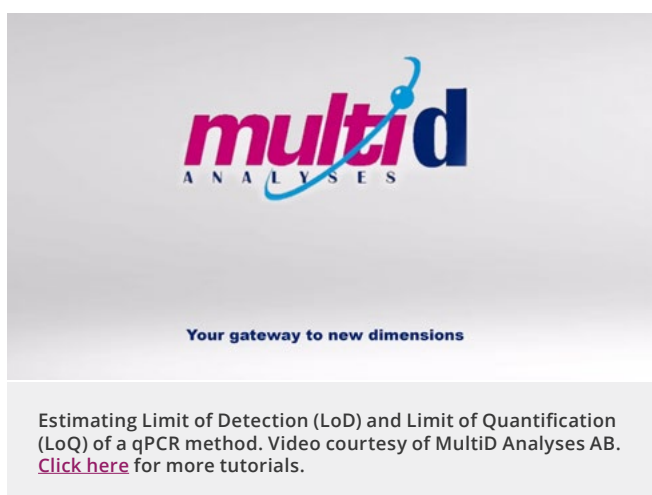 multid
ANALYSES
Your gateway to new dimensions
Estimating Limit of Detection (LoD) and Limit of Quantification
(LoQ) of a qPCR method. Video courtesy of MultiD Analyses AB.
Click here for more tutorials.